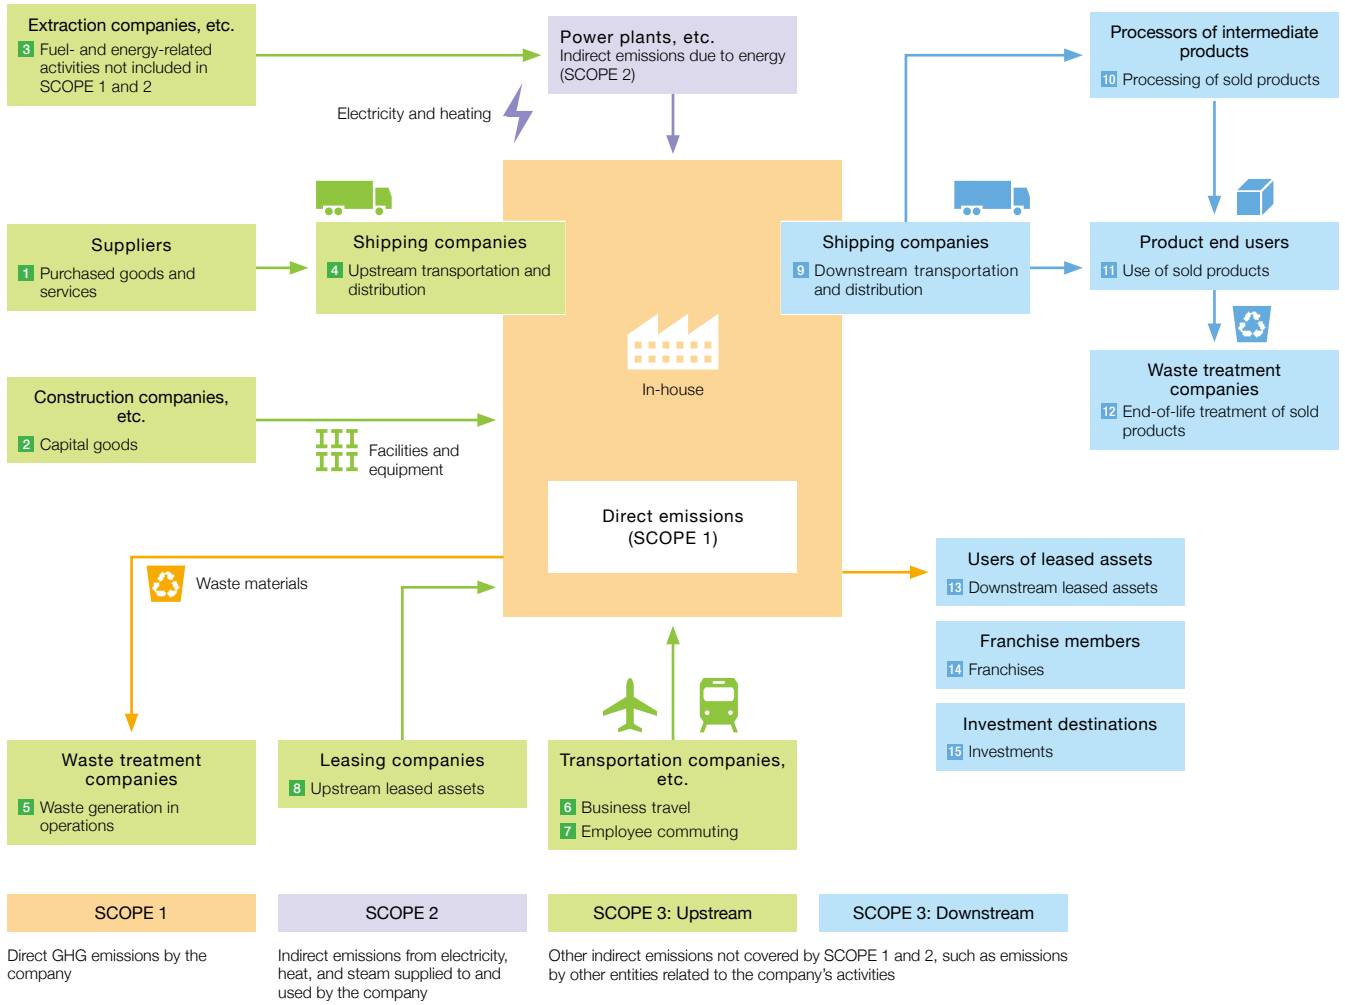 Extraction companies, etc.
3 Fuel- and energy-related
activities not included in
SCOPE 1 and 2
Power plants, etc.
Indirect emissions due to energy
(SCOPE 2)
Processors of intermediate
products
10 Processing of sold products
Electricity and heating
Suppliers
1 Purchased goods and
services
Shipping companies
4 Upstream transportation and
distribution
Shipping companies
9 Downstream transportation
and distribution
Product end users
11 Use of sold products
In-house
Waste treatment
companies
12 End-of-life treatment of sold
products
Construction companies,
etc.
2 Capital goods
Facilities and
equipment
Direct emissions
(SCOPE 1)
Waste materials
Users of leased assets
13 Downstream leased assets
Franchise members
14 Franchises
Investment destinations
15 Investments
Waste treatment
companies
5 Waste generation in
operations
Leasing companies
8 Upstream leased assets
Transportation companies,
etc.
6 Business travel
7 Employee commuting
SCOPE 1
Direct GHG emissions by the
company
SCOPE 2
Indirect emissions from electricity,
heat, and steam supplied to and
used by the company
SCOPE 3: Upstream
SCOPE 3: Downstream
Other indirect emissions not covered by SCOPE 1 and 2, such as emissions
by other entities related to the company's activities